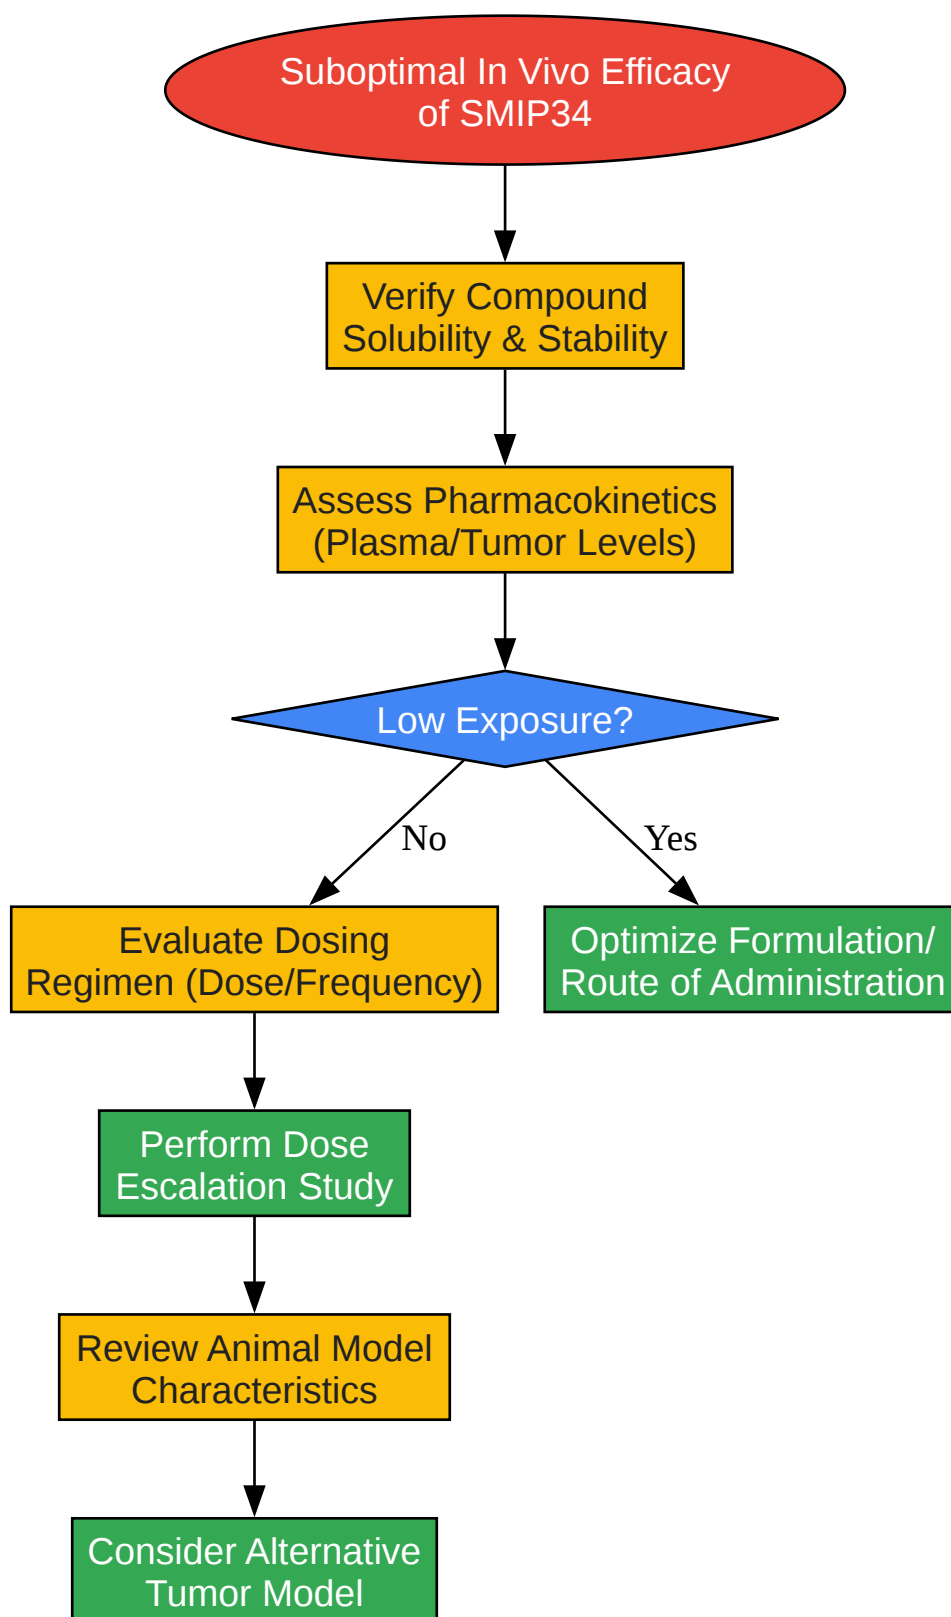 Suboptimal In Vivo Efficacy
of SMIP34
Verify Compound
Solubility & Stability
Assess Pharmacokinetics
(Plasma/Tumor Levels)
Low Exposure?
No
Yes
Evaluate Dosing
Regimen (Dose/Frequency)
Optimize Formulation/
Route of Administration
Perform Dose
Escalation Study
Review Animal Model
Characteristics
Consider Alternative
Tumor Model